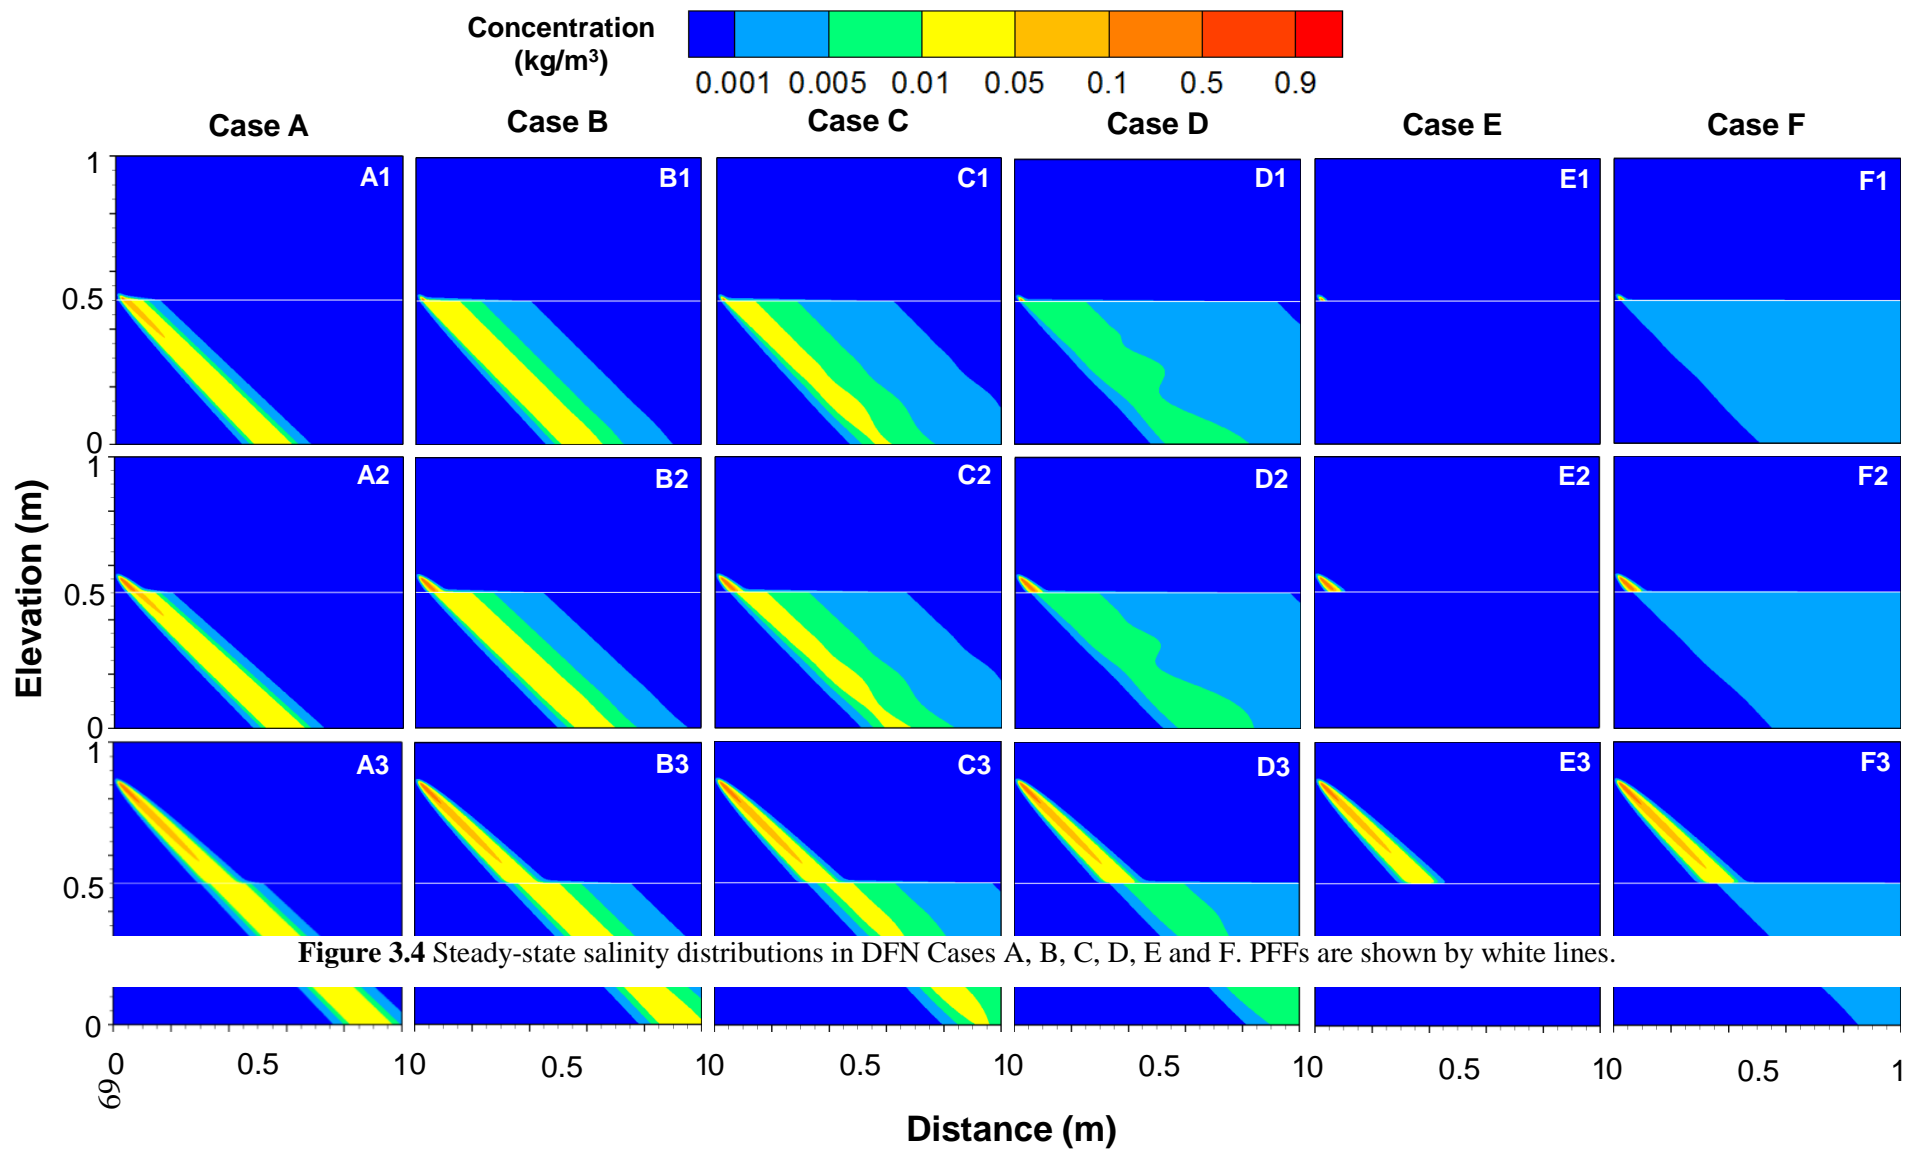 Concentration
(kg/m³)
0.001 0.005 0.01 0.05 0.1 0.5 0.9
Case A Case B Case C Case D Case E Case F
1
A1 B1 C1 D1 E1 F1
0.5
0
1
A2 B2 C2 D2 E2 F2
0.5
0
1
A3 B3 C3 D3 E3 F3
0.5
Elevation (m)
Figure 3.4 Steady-state salinity distributions in DFN Cases A, B, C, D, E and F. PFFs are shown by white lines.
0
0 0.5 10 0.5 10 0.5 10 0.5 10 0.5 10 0.5 1
69
Distance (m)